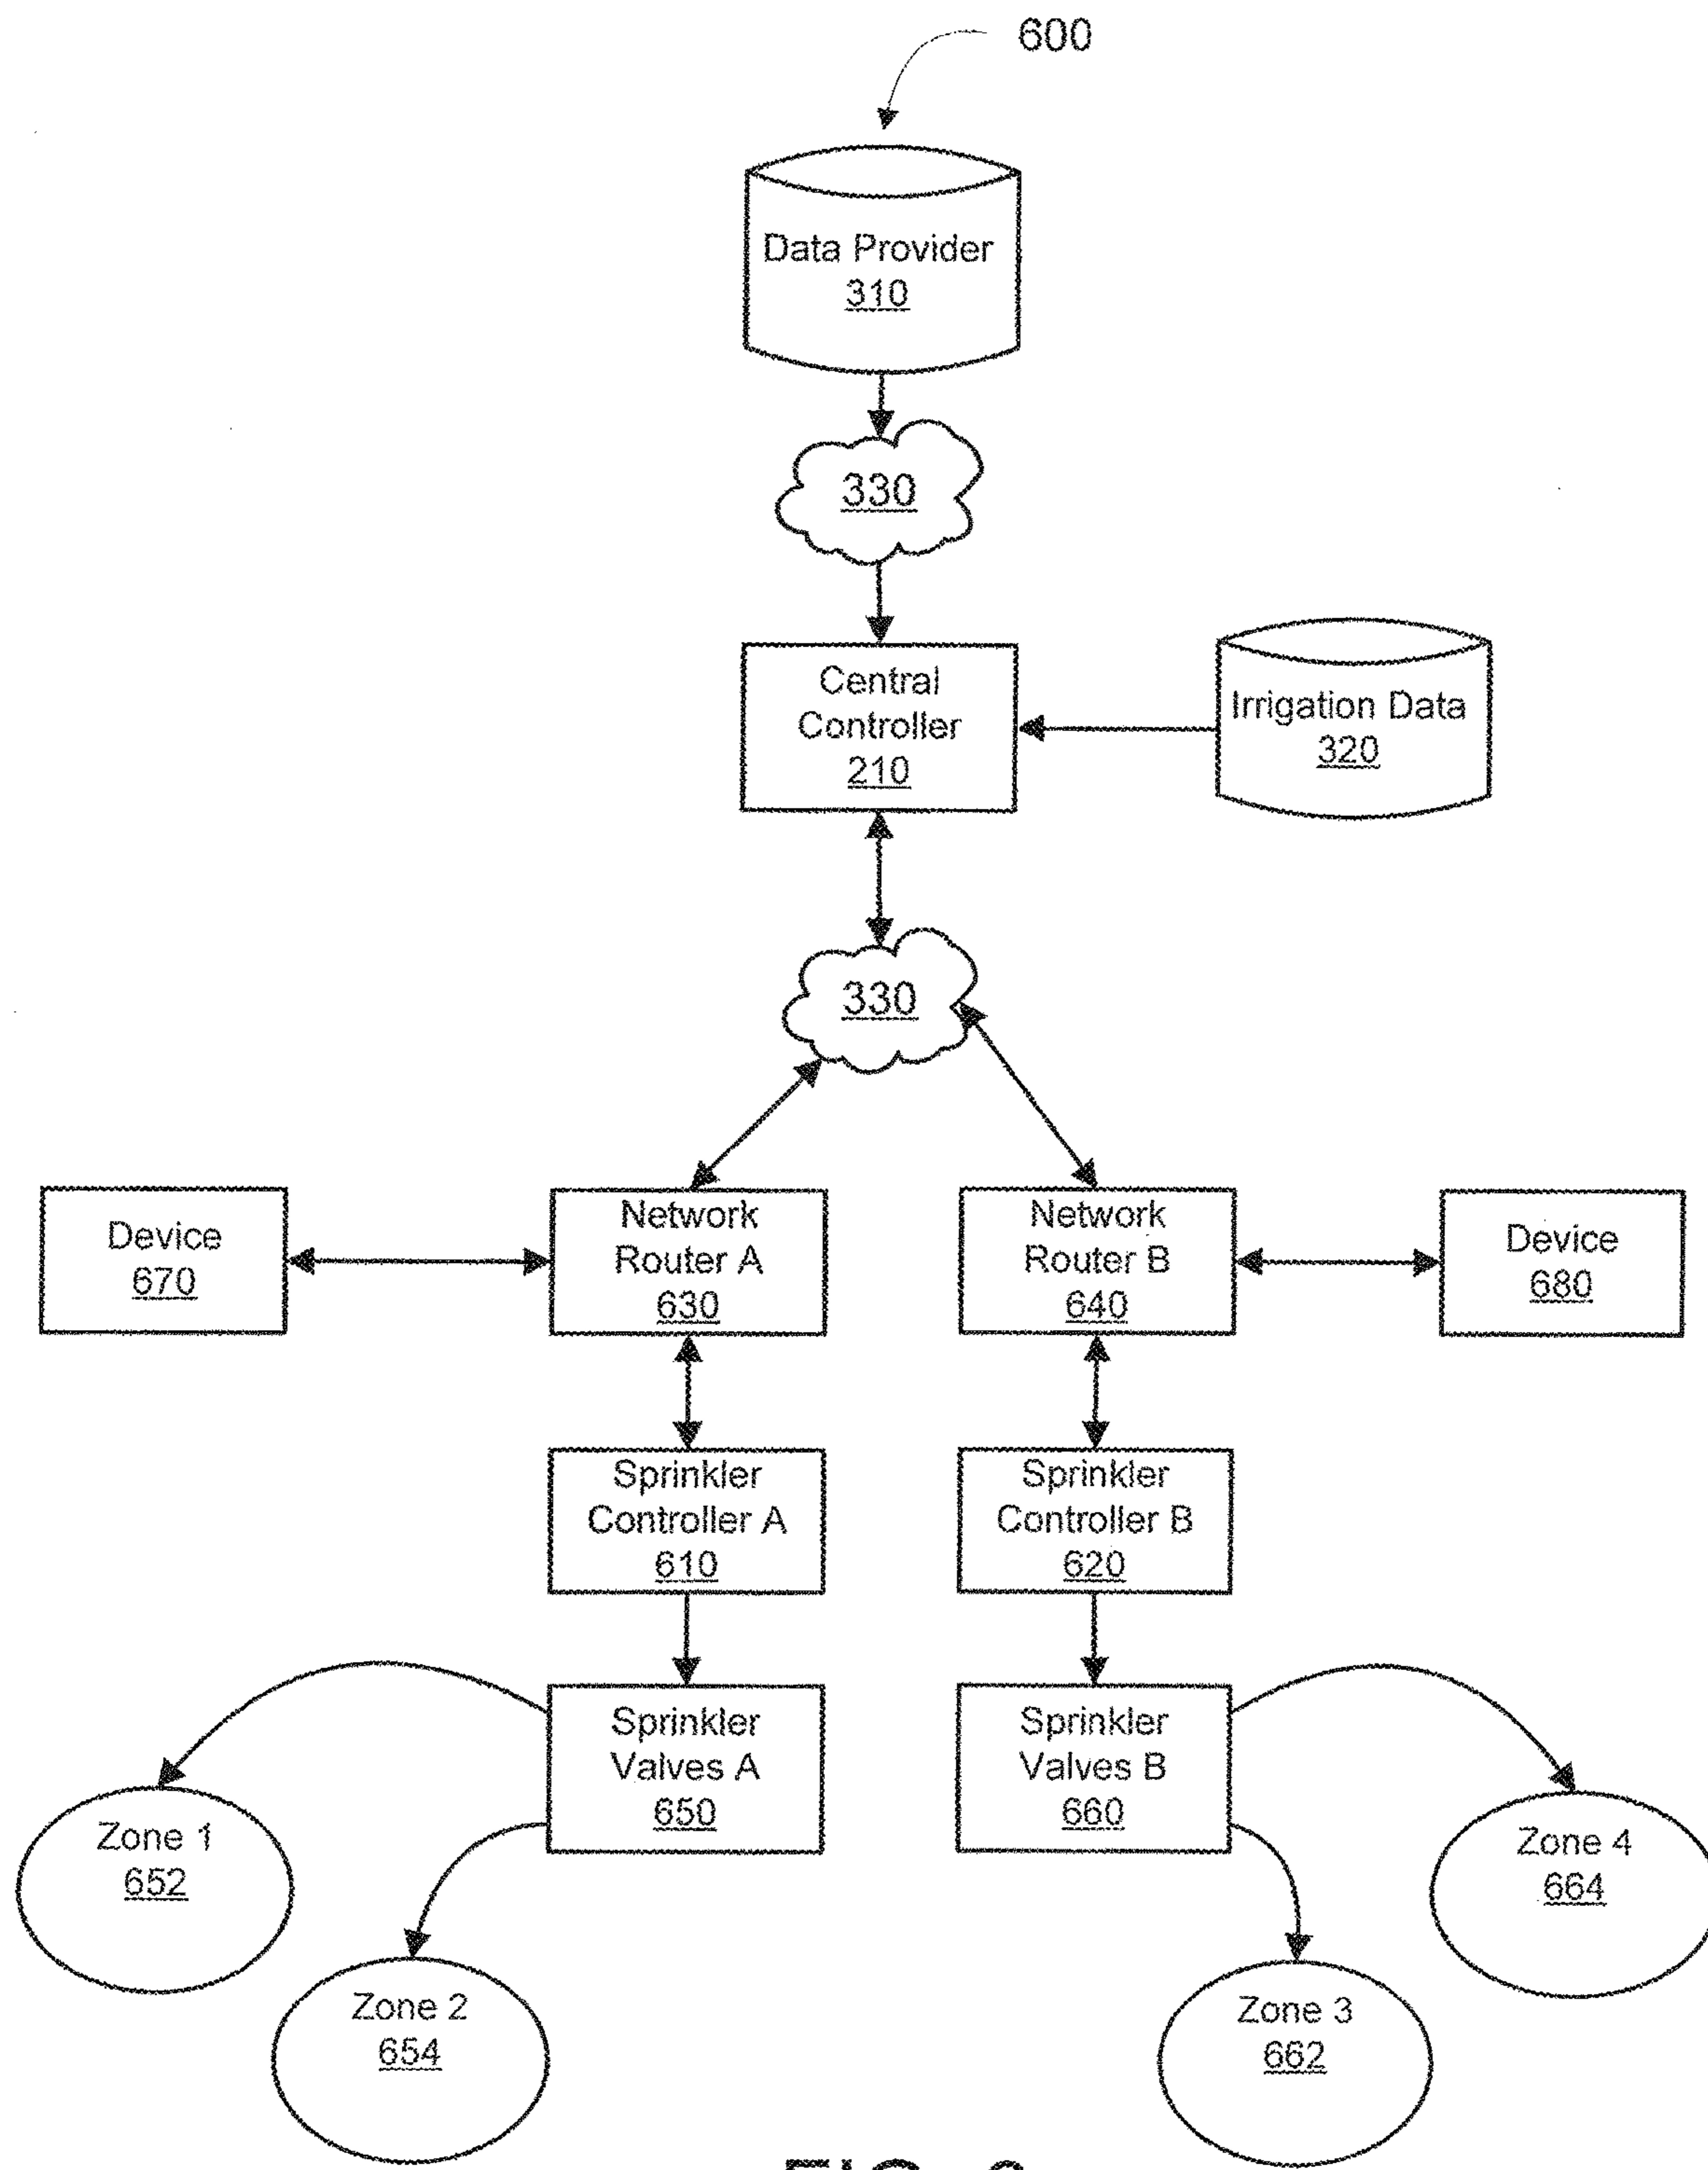 600
Data Provider
310
330
Central
Controller
210
Irrigation Data
320
330
Device
670
Network
Router A
630
Network
Router B
640
Device
680
Sprinkler
Controller A
610
Sprinkler
Controller B
620
Sprinkler
Valves A
650
Sprinkler
Valves B
660
Zone 1
652
Zone 4
664
Zone 2
654
Zone 3
662